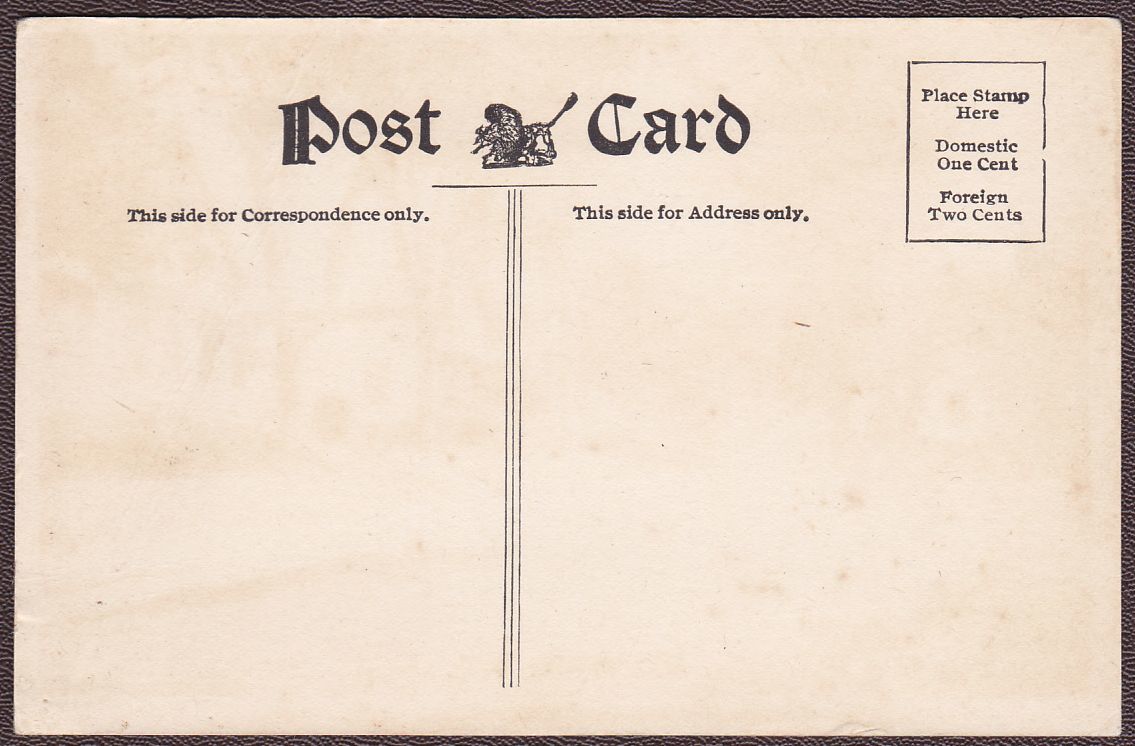 Post Card
This side for Correspondence only.
This side for Address only.
Place Stamp
Here
Domestic
One Cent
Foreign
Two Cents